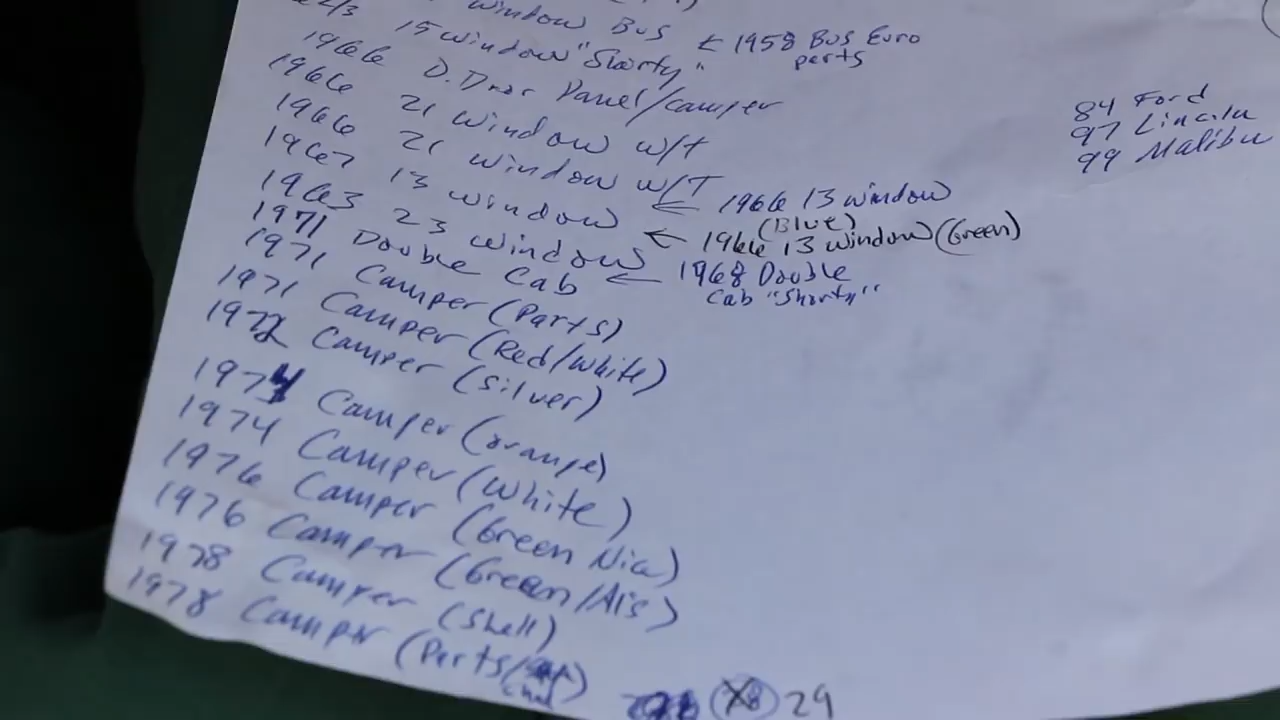 Window Bus ← 1958 Bus Euro
parts
15 window "Shorty"
1966 D. Door Panel/camper
1966 21 window w/t
1966 21 window w/T
1967 13 window ← 1966 13 window
(Blue)
1963 23 window ← 1966 13 window (Green)
1971 Double Cab ← 1968 Double
Cab "Shorty"
1971 Camper (Parts)
1971 Camper (Red/White)
1972 Camper (Silver)
1974 Camper (orange)
1974 Camper (White)
1976 Camper (Green Nice)
1976 Camper (Green/
1978 Camper (Shell)
1978 Camper (Parts/
29
84 Ford
97 Lincoln
99 Malibu